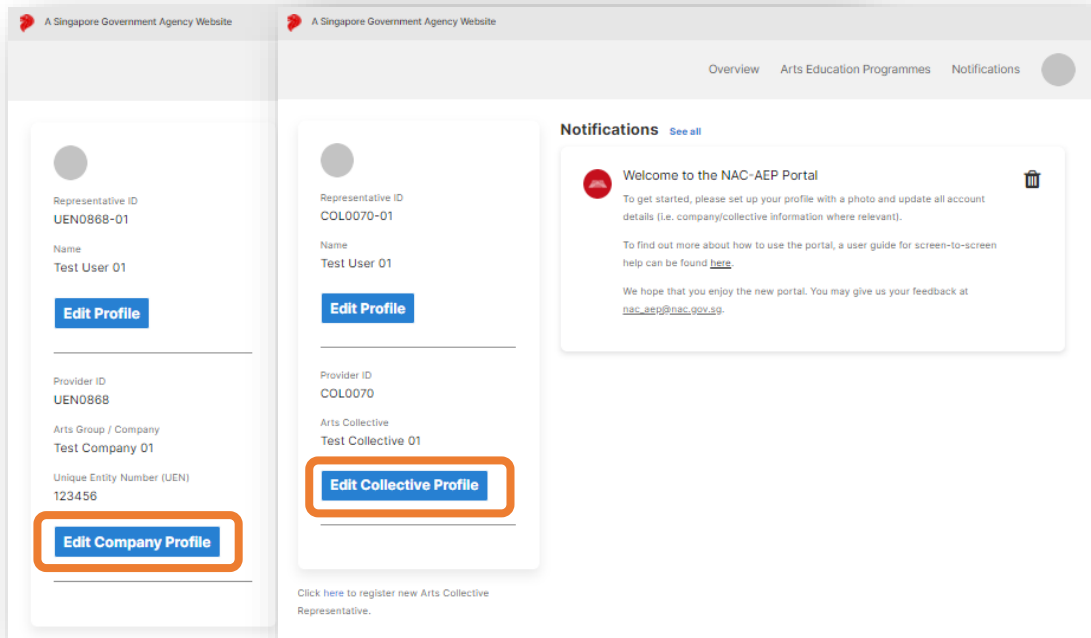 A Singapore Government Agency Website
Representative ID
UEN0868-01
Name
Test User 01
Edit Profile
Provider ID
UEN0868
Arts Group / Company
Test Company 01
Unique Entity Number (UEN)
123456
Edit Company Profile
A Singapore Government Agency Website
Overview Arts Education Programmes Notifications
Representative ID
COL0070-01
Name
Test User 01
Edit Profile
Provider ID
COL0070
Arts Collective
Test Collective 01
Edit Collective Profile
Click here to register new Arts Collective
Representative.
Notifications See all
Welcome to the NAC-AEP Portal
To get started, please set up your profile with a photo and update all account
details (i.e. company/collective information where relevant).
To find out more about how to use the portal, a user guide for screen-to-screen
help can be found here.
We hope that you enjoy the new portal. You may give us your feedback at
nac_aep@nac.gov.sg.